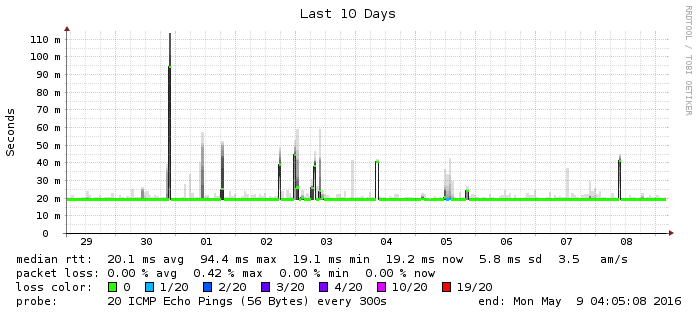 Last 10 Days
RRDTOOL / TOBI OETIKER
Seconds
110 m
100 m
90 m
80 m
70 m
60 m
50 m
40 m
30 m
20 m
10 m
0
29 30 01 02 03 04 05 06 07 08
median rtt: 20.1 ms avg 94.4 ms max 19.1 ms min 19.2 ms now 5.8 ms sd 3.5 am/s
packet loss: 0.00 % avg 0.42 % max 0.00 % min 0.00 % now
loss color: 0 1/20 2/20 3/20 4/20 10/20 19/20
probe: 20 ICMP Echo Pings (56 Bytes) every 300s end: Mon May 9 04:05:08 2016